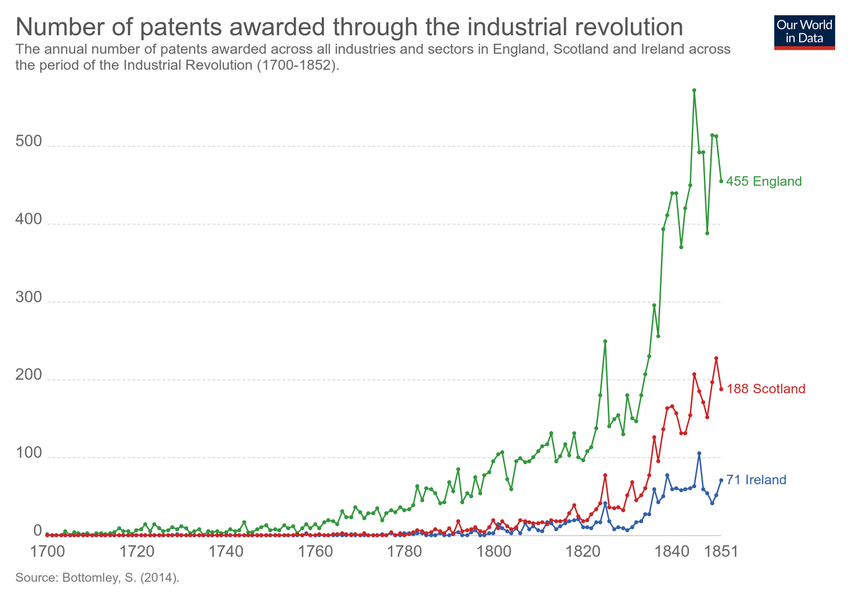 Number of patents awarded through the industrial revolution
Our World
in Data
The annual number of patents awarded across all industries and sectors in England, Scotland and Ireland across
the period of the Industrial Revolution (1700-1852).
500
400
300
200
100
0
455 England
188 Scotland
71 Ireland
1700 1720 1740 1760 1780 1800 1820 1840 1851
Source: Bottomley, S. (2014).